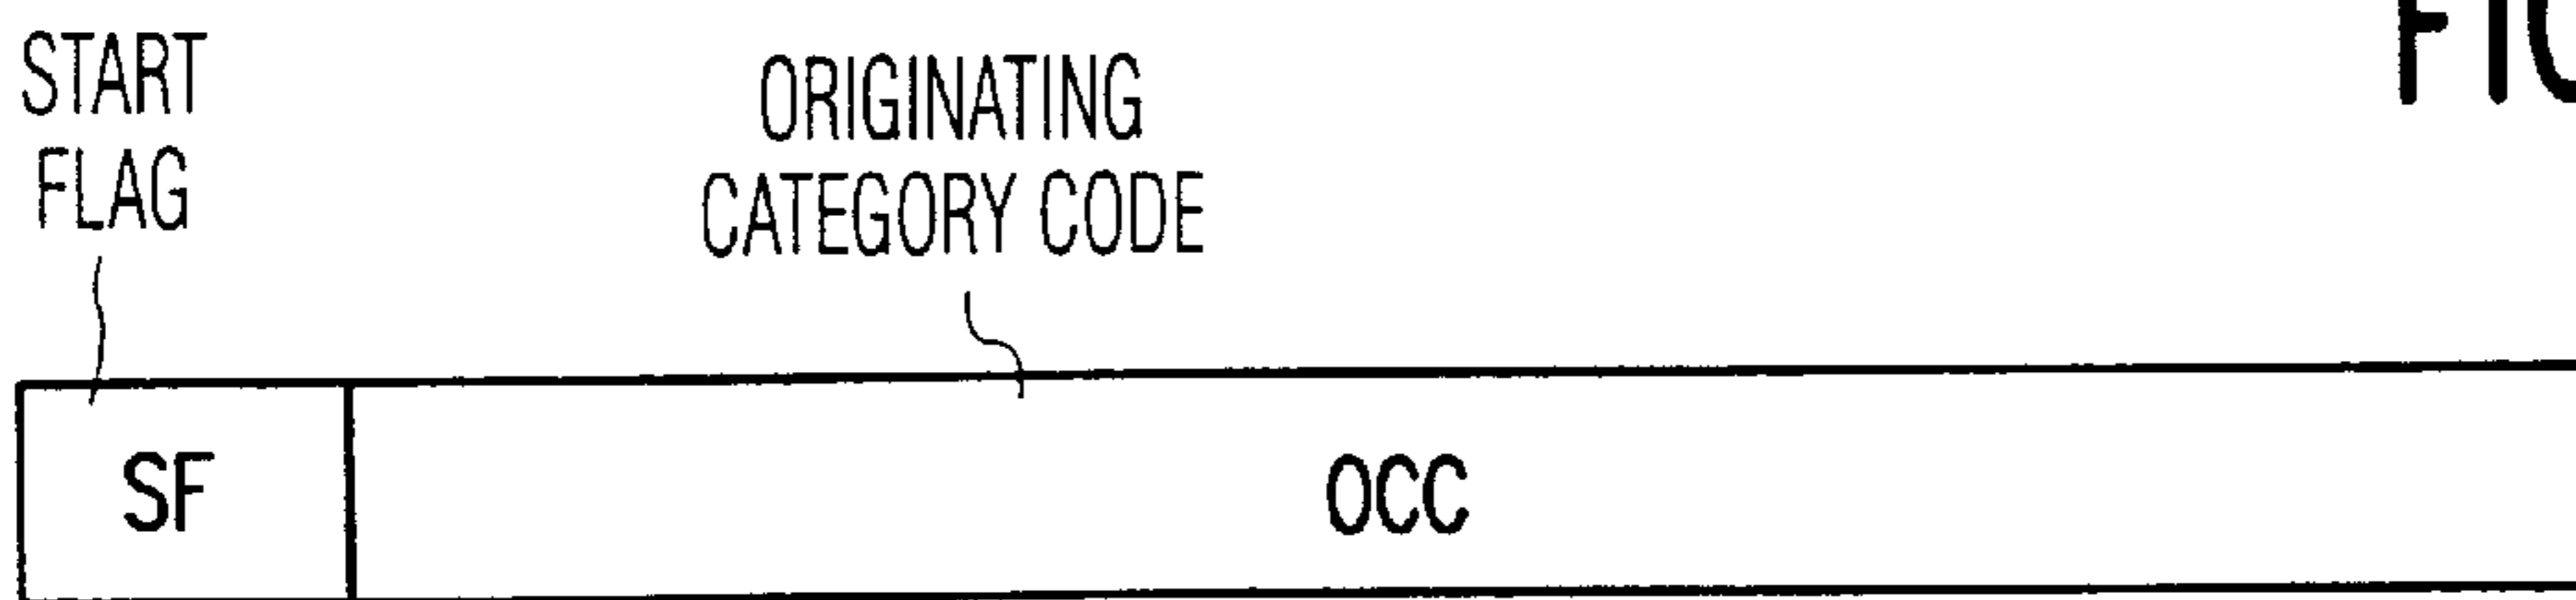 START
FLAG
ORIGINATING
CATEGORY CODE
SF
OCC